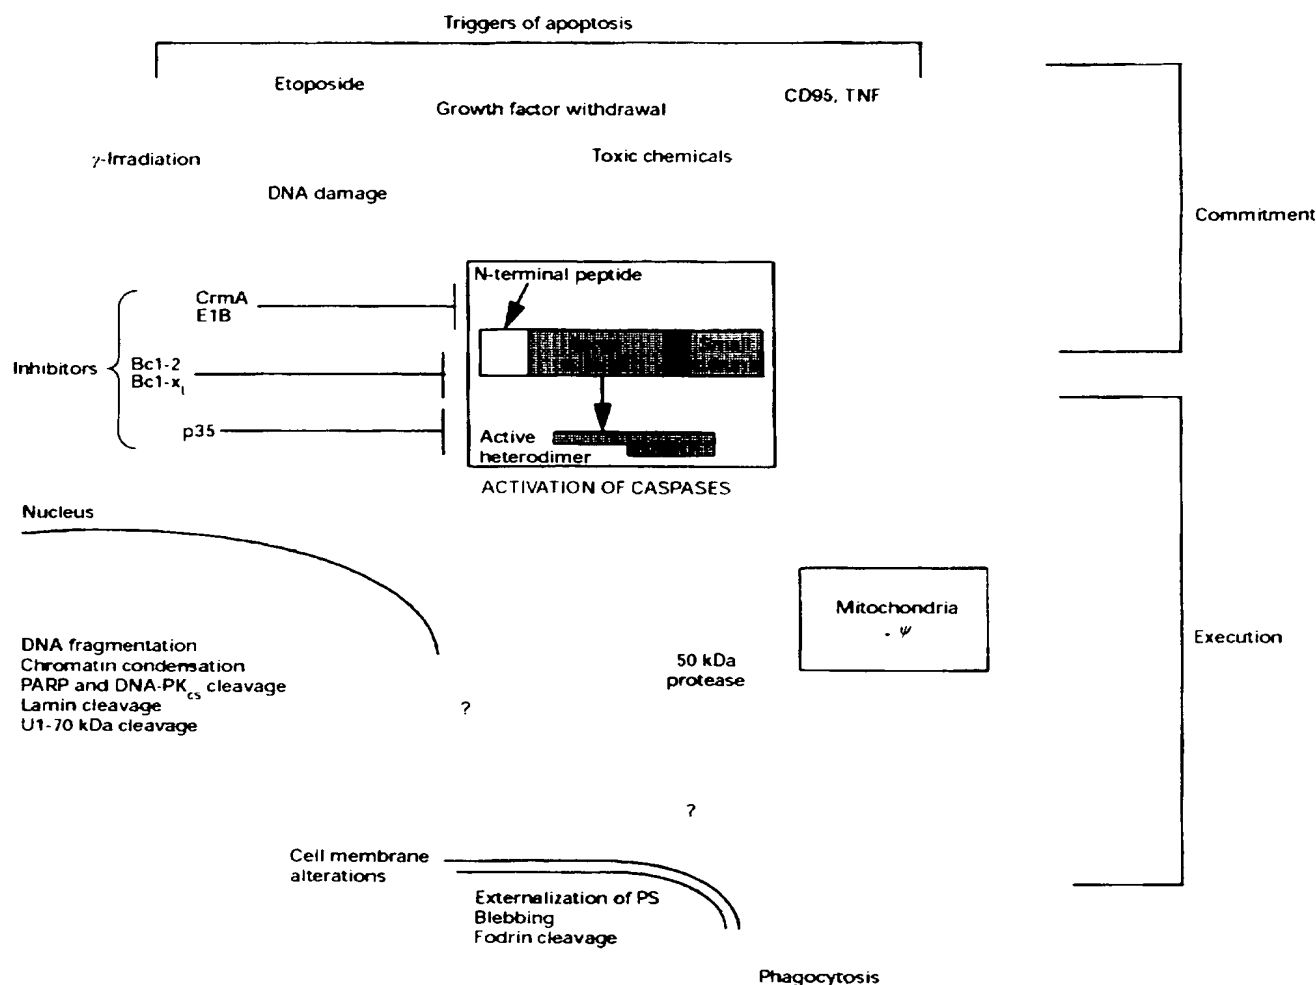 Triggers of apoptosis
Etoposide
Growth factor withdrawal
CD95, TNF
γ-Irradiation
Toxic chemicals
DNA damage
Commitment
N-terminal peptide
CrmA
E1B
Inhibitors
Bc1-2
Bc1-x_l
p35
Active
heterodimer
ACTIVATION OF CASPASES
Nucleus
Mitochondria
ψ
Execution
DNA fragmentation
Chromatin condensation
PARP and DNA-PK_cs cleavage
Lamin cleavage
U1-70 kDa cleavage
50 kDa
protease
?
?
Cell membrane
alterations
Externalization of PS
Blebbing
Fodrin cleavage
Phagocytosis